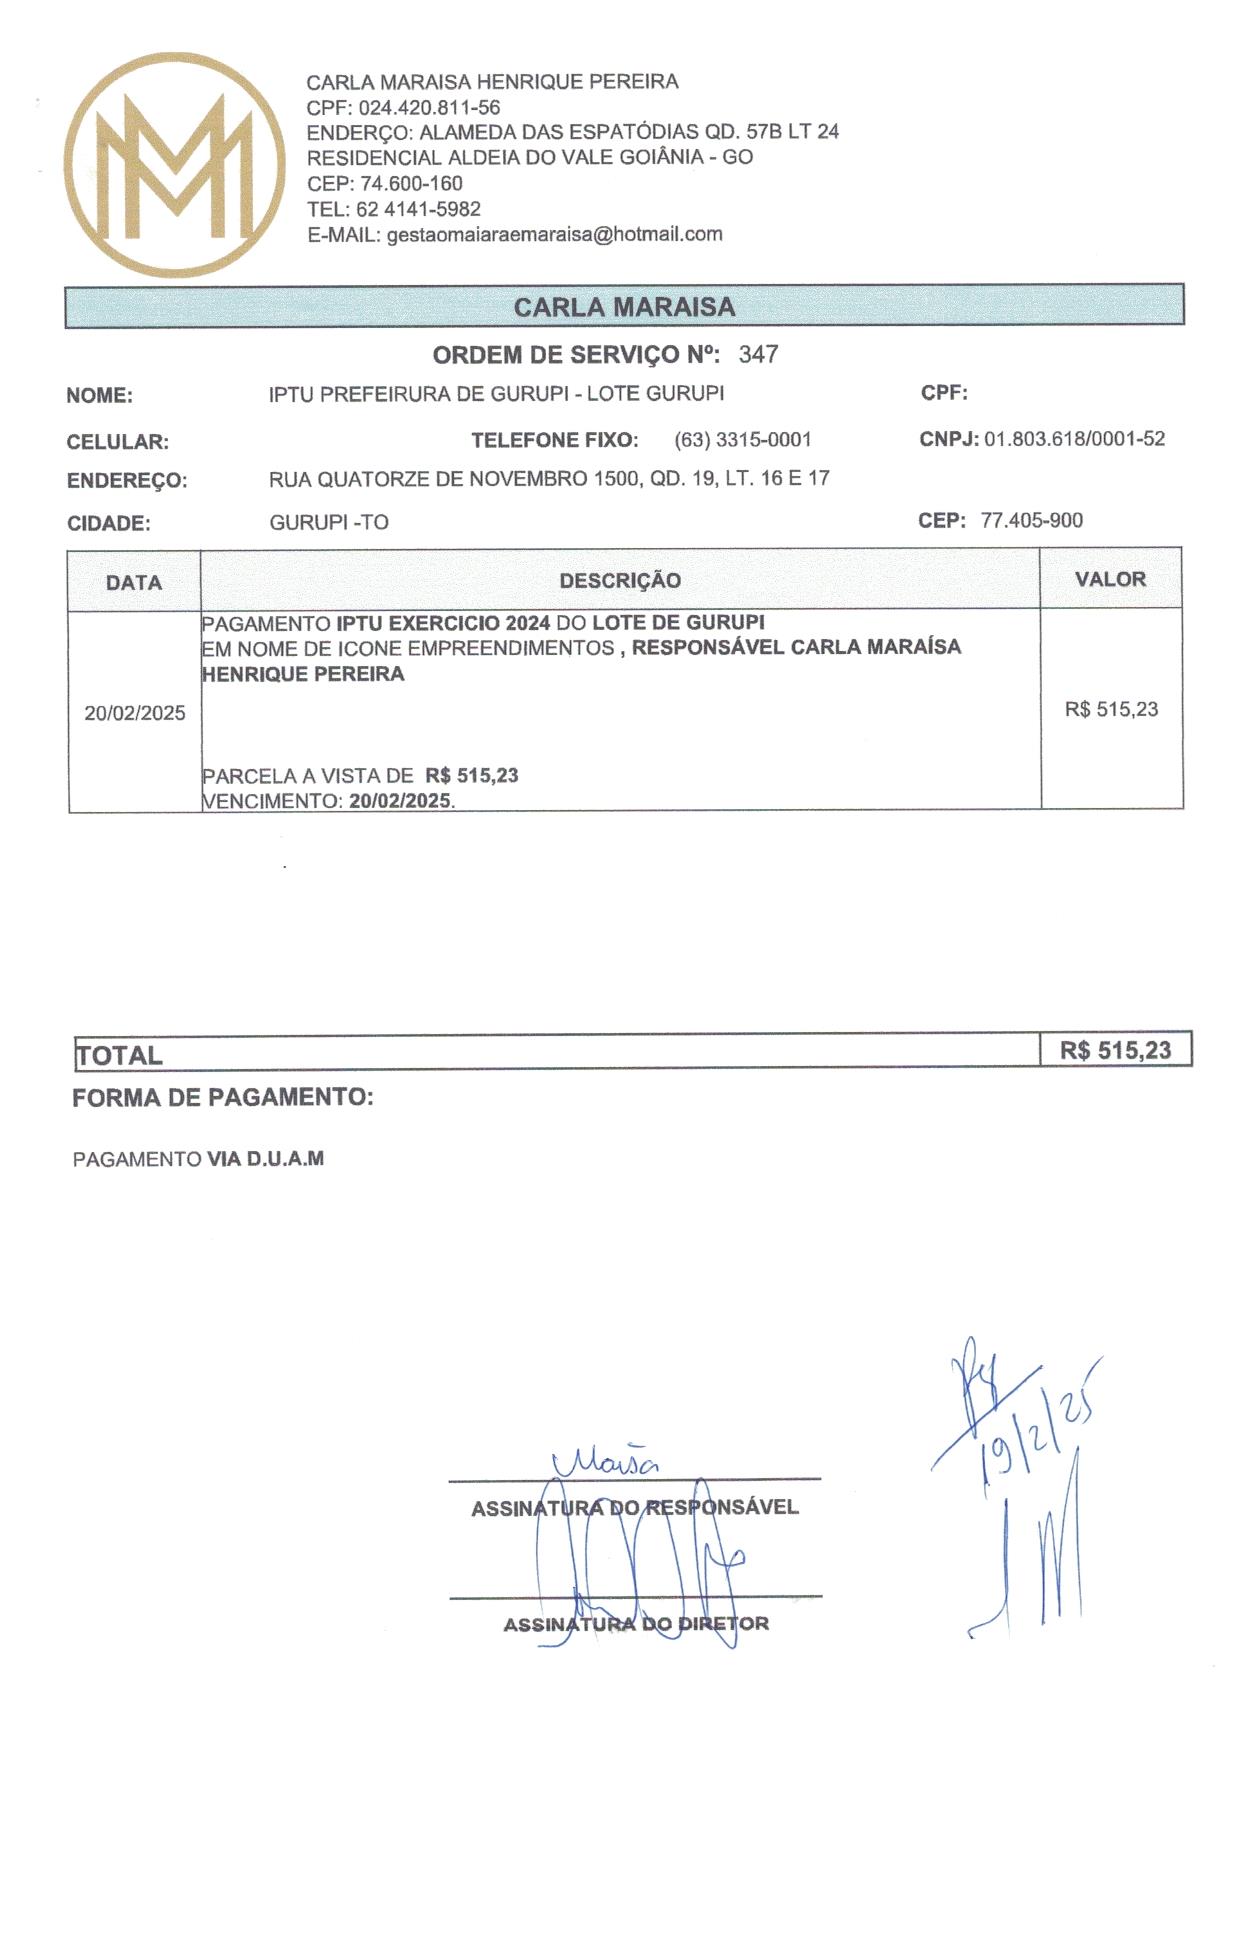 CARLA MARAISA HENRIQUE PEREIRA
CPF: 024.420.811-56
ENDERÇO: ALAMEDA DAS ESPATÓDIAS QD. 57B LT 24
RESIDENCIAL ALDEIA DO VALE GOIÂNIA - GO
CEP: 74.600-160
TEL: 62 4141-5982
E-MAIL: gestaomaiaraemaraisa@hotmail.com
CARLA MARAISA
ORDEM DE SERVIÇO Nº: 347
NOME: IPTU PREFEIRURA DE GURUPI - LOTE GURUPI CPF:
CELULAR: TELEFONE FIXO: (63) 3315-0001 CNPJ: 01.803.618/0001-52
ENDEREÇO: RUA QUATORZE DE NOVEMBRO 1500, QD. 19, LT. 16 E 17
CIDADE: GURUPI -TO CEP: 77.405-900
DATA DESCRIÇÃO VALOR
PAGAMENTO IPTU EXERCICIO 2024 DO LOTE DE GURUPI
EM NOME DE ICONE EMPREENDIMENTOS , RESPONSÁVEL CARLA MARAÍSA
HENRIQUE PEREIRA
20/02/2025 R$ 515,23
PARCELA A VISTA DE R$ 515,23
VENCIMENTO: 20/02/2025.
TOTAL R$ 515,23
FORMA DE PAGAMENTO:
PAGAMENTO VIA D.U.A.M
19/2/25
ASSINATURA DO RESPONSÁVEL
ASSINATURA DO DIRETOR